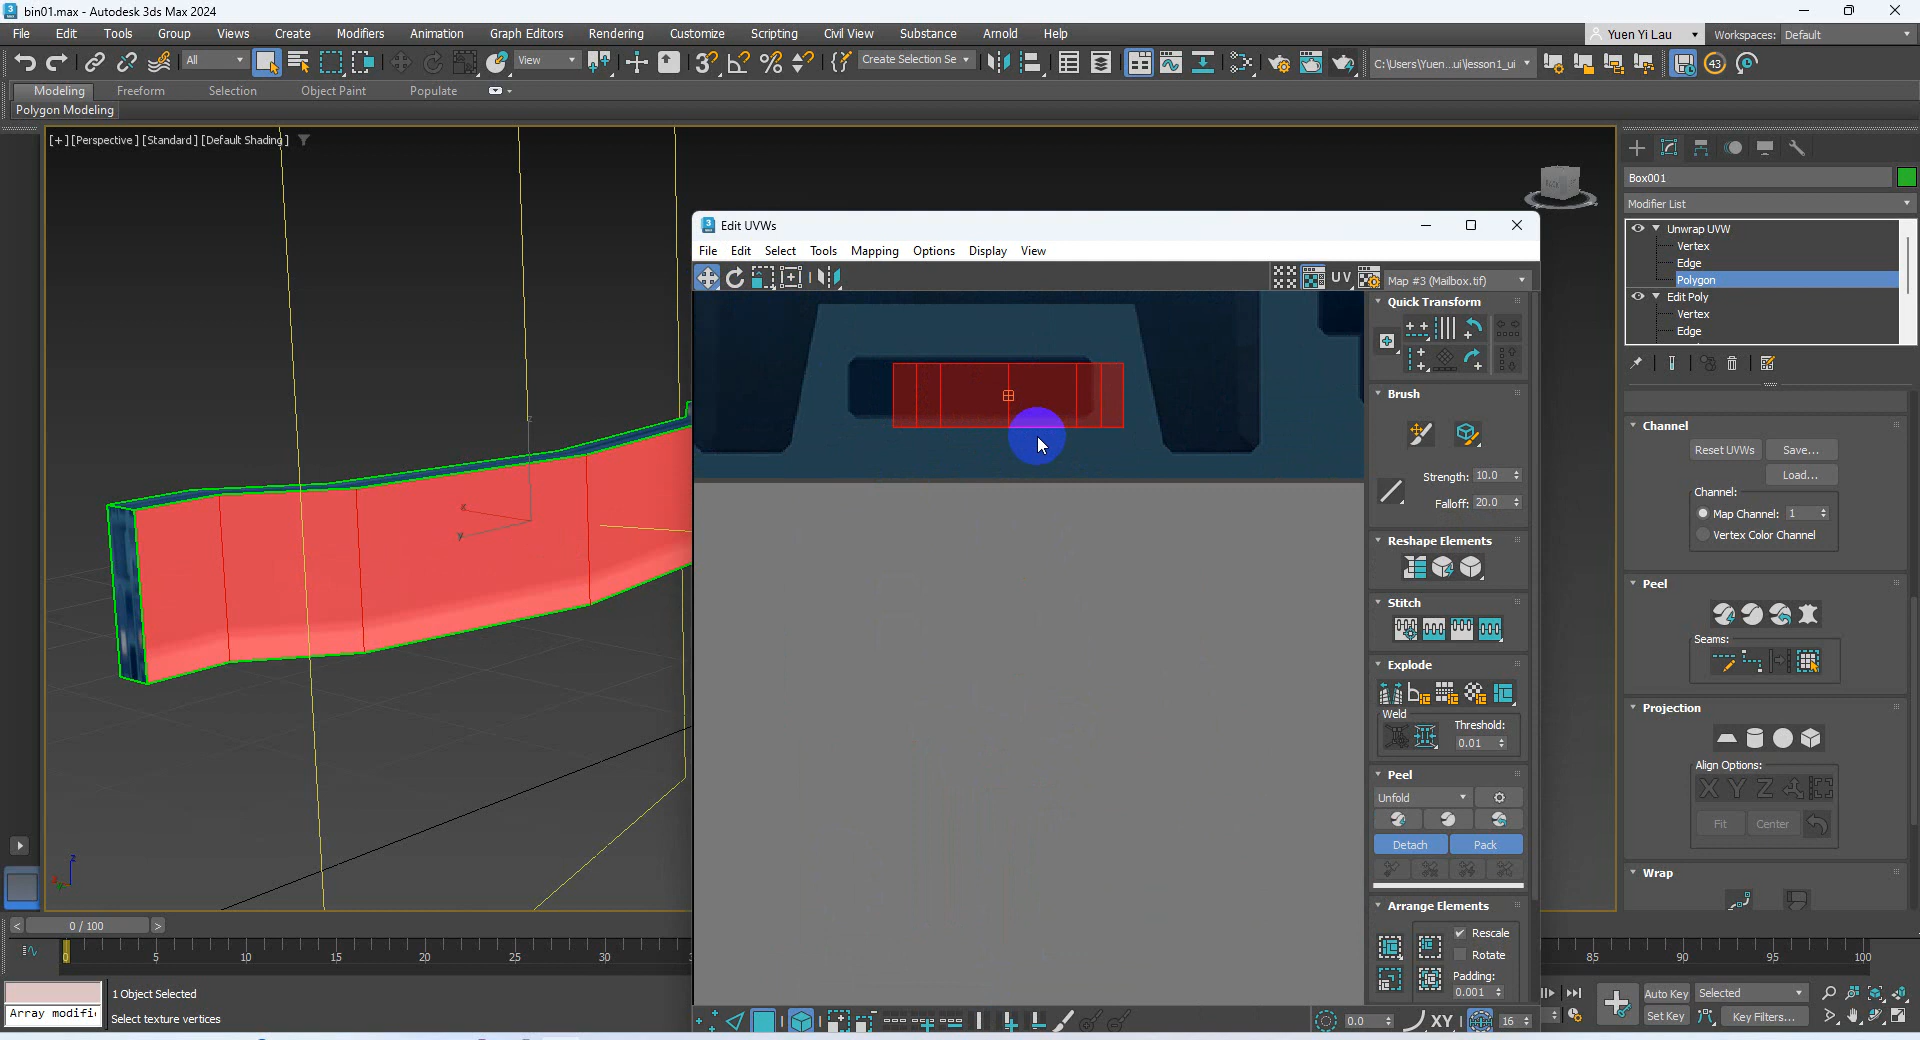 bin01.max - Autodesk 3ds Max 2024
File Edit Tools Group Views Create Modifiers Animation Graph Editors Rendering Customize Scripting Civil View Substance Arnold Help
Yuen Yi Lau Workspaces: Default
All View Create Selection Se C:\Users\Yuen...ui\lesson1_ui 43
Modeling Freeform Selection Object Paint Populate
Polygon Modeling
[+] [Perspective] [Standard] [Default Shading]
Box001
Modifier List
Unwrap UVW
Vertex
Edge
Polygon
Edit Poly
Vertex
Edge
Edit UVWs
File Edit Select Tools Mapping Options Display View
UV Map #3 (Mailbox.tif)
Quick Transform
Brush
Strength: 10.0
Falloff: 20.0
Reshape Elements
Stitch
Explode
Weld
Threshold:
0.01
Peel
Unfold
Detach Pack
Arrange Elements
Rescale
Rotate
Padding:
0.001
0.0 XY 16
Channel
Reset UVWs Save...
Load...
Channel:
Map Channel: 1
Vertex Color Channel
Peel
Seams:
Projection
Align Options:
X Y Z
Fit Center
Wrap
x
y
z
z
< 0 / 100 >
0 5 10 15 20 25 30 85 90 95 100
1 Object Selected
Array modifi
Select texture vertices
Auto Key Selected
Set Key Key Filters...